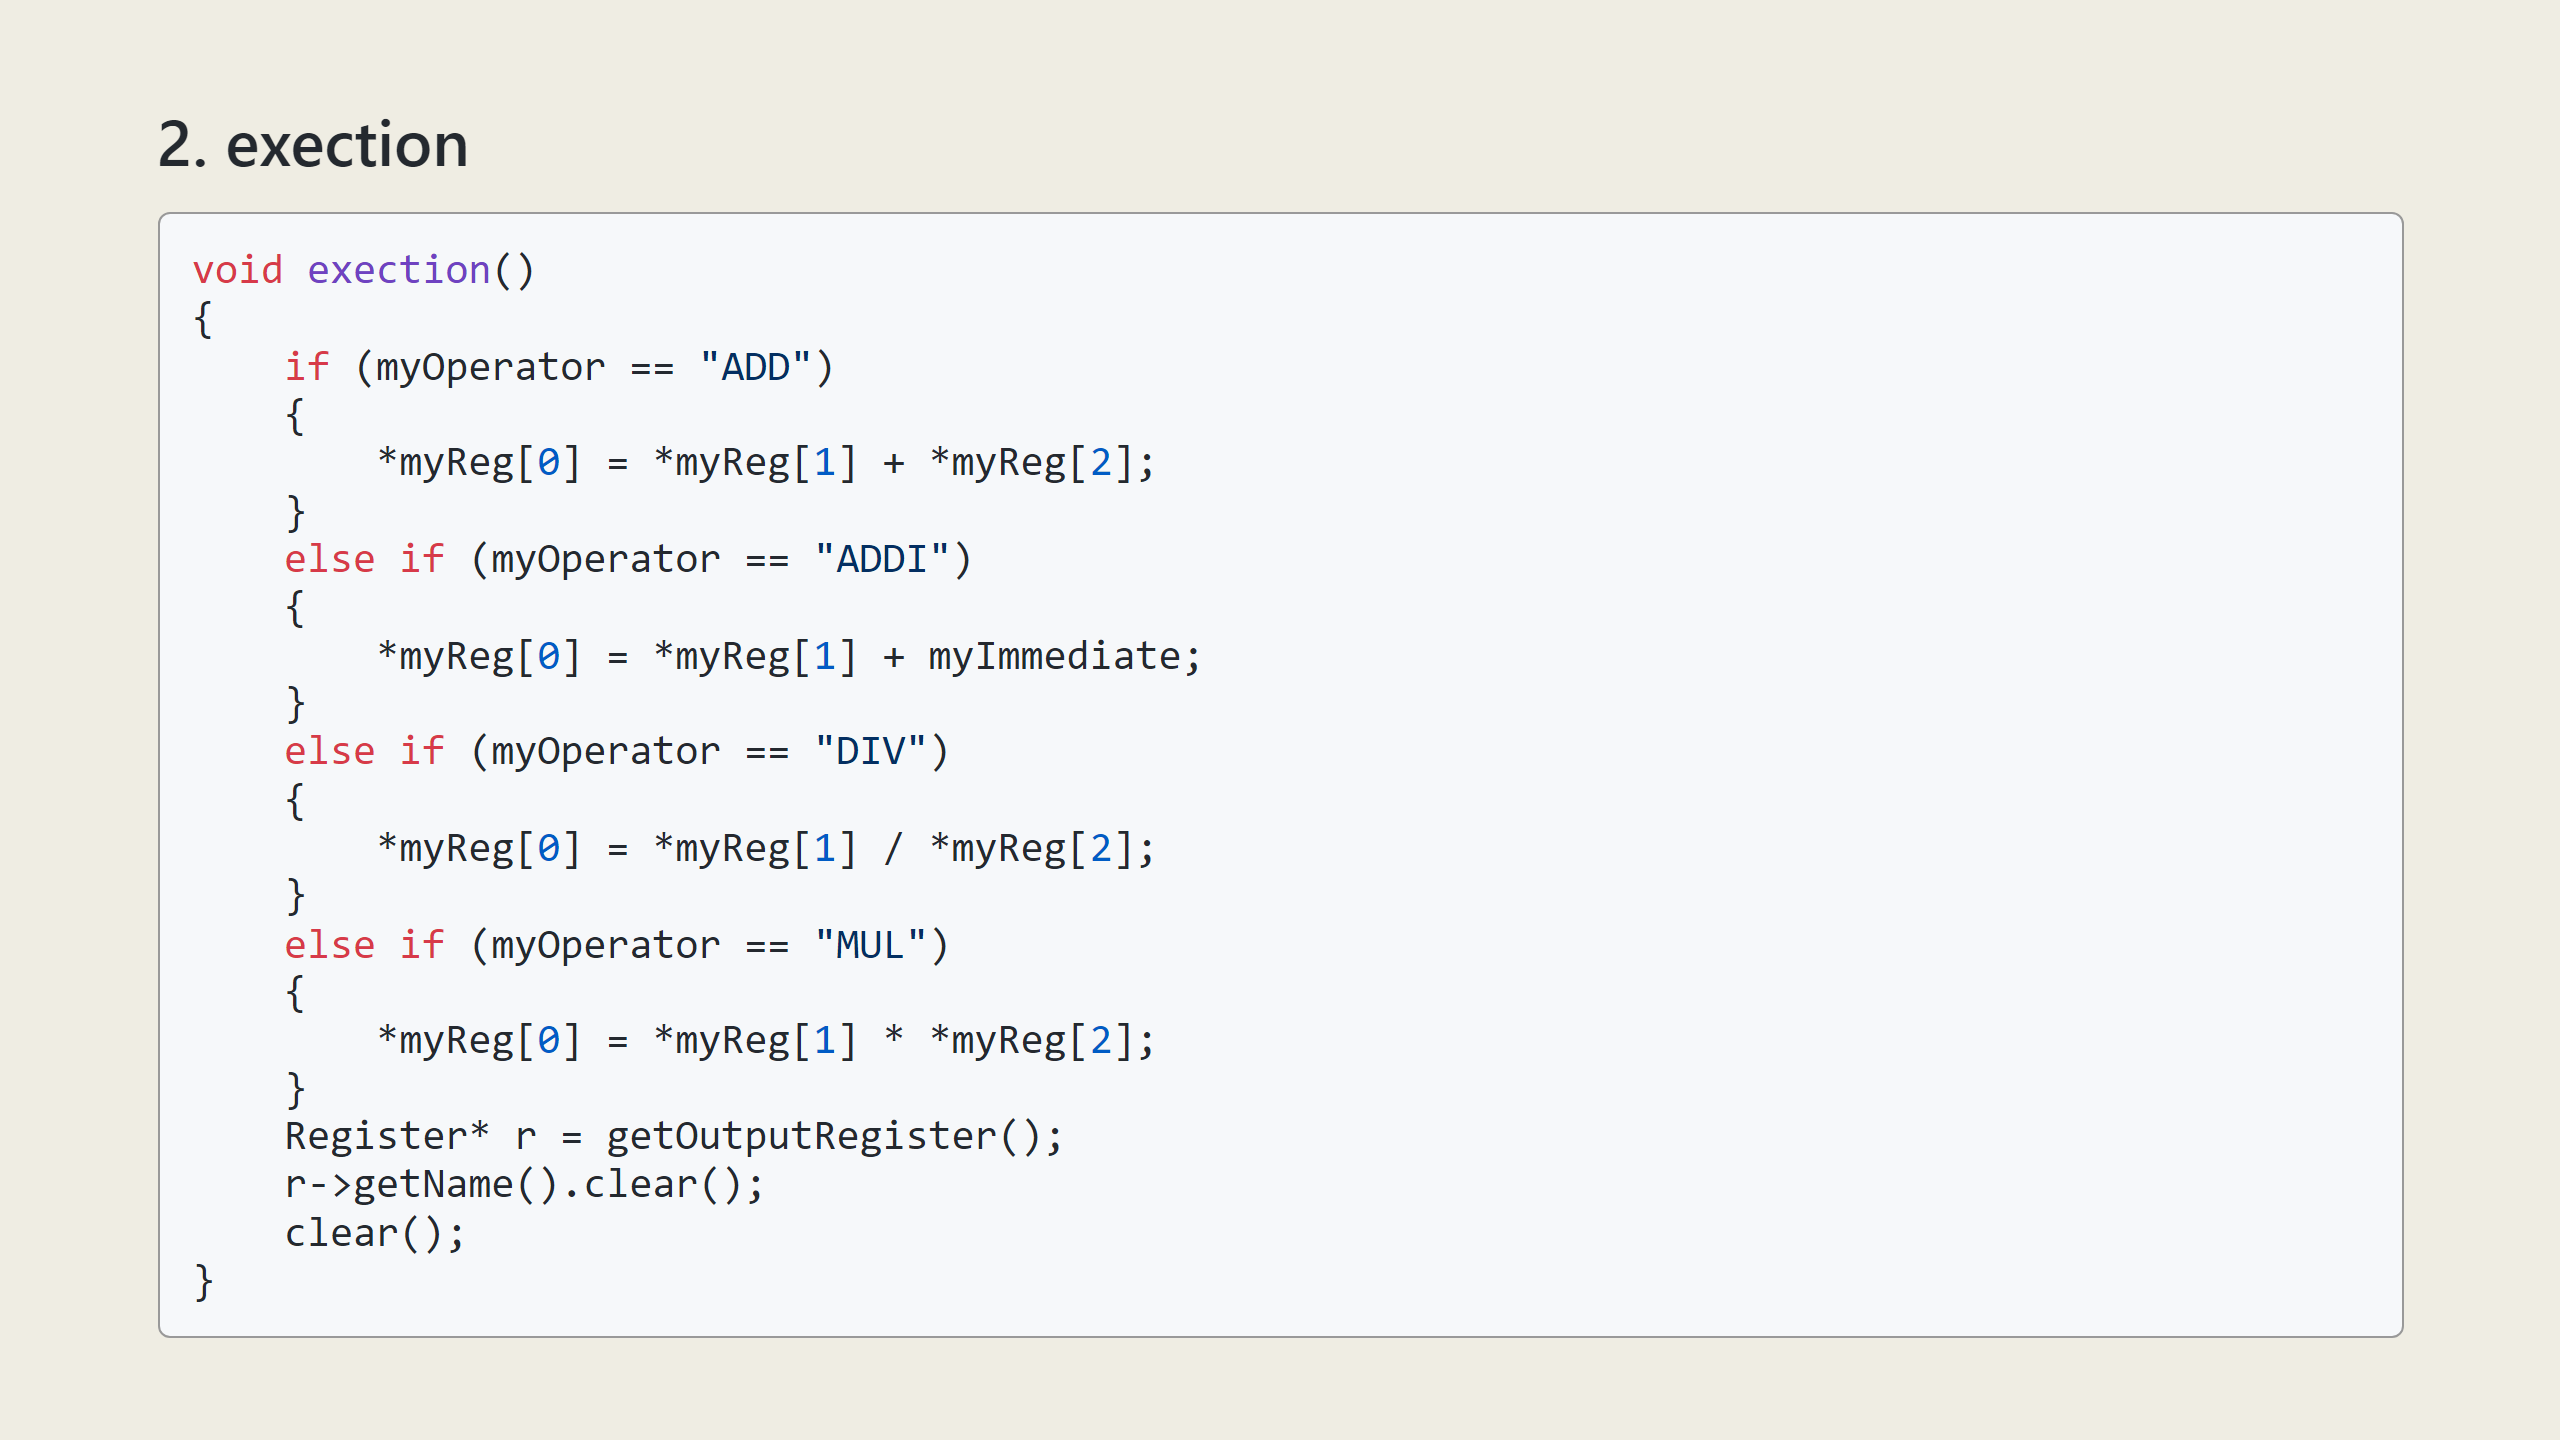 2. exection
void exection()
{
    if (myOperator == "ADD")
    {
        *myReg[0] = *myReg[1] + *myReg[2];
    }
    else if (myOperator == "ADDI")
    {
        *myReg[0] = *myReg[1] + myImmediate;
    }
    else if (myOperator == "DIV")
    {
        *myReg[0] = *myReg[1] / *myReg[2];
    }
    else if (myOperator == "MUL")
    {
        *myReg[0] = *myReg[1] * *myReg[2];
    }
    Register* r = getOutputRegister();
    r->getName().clear();
    clear();
}